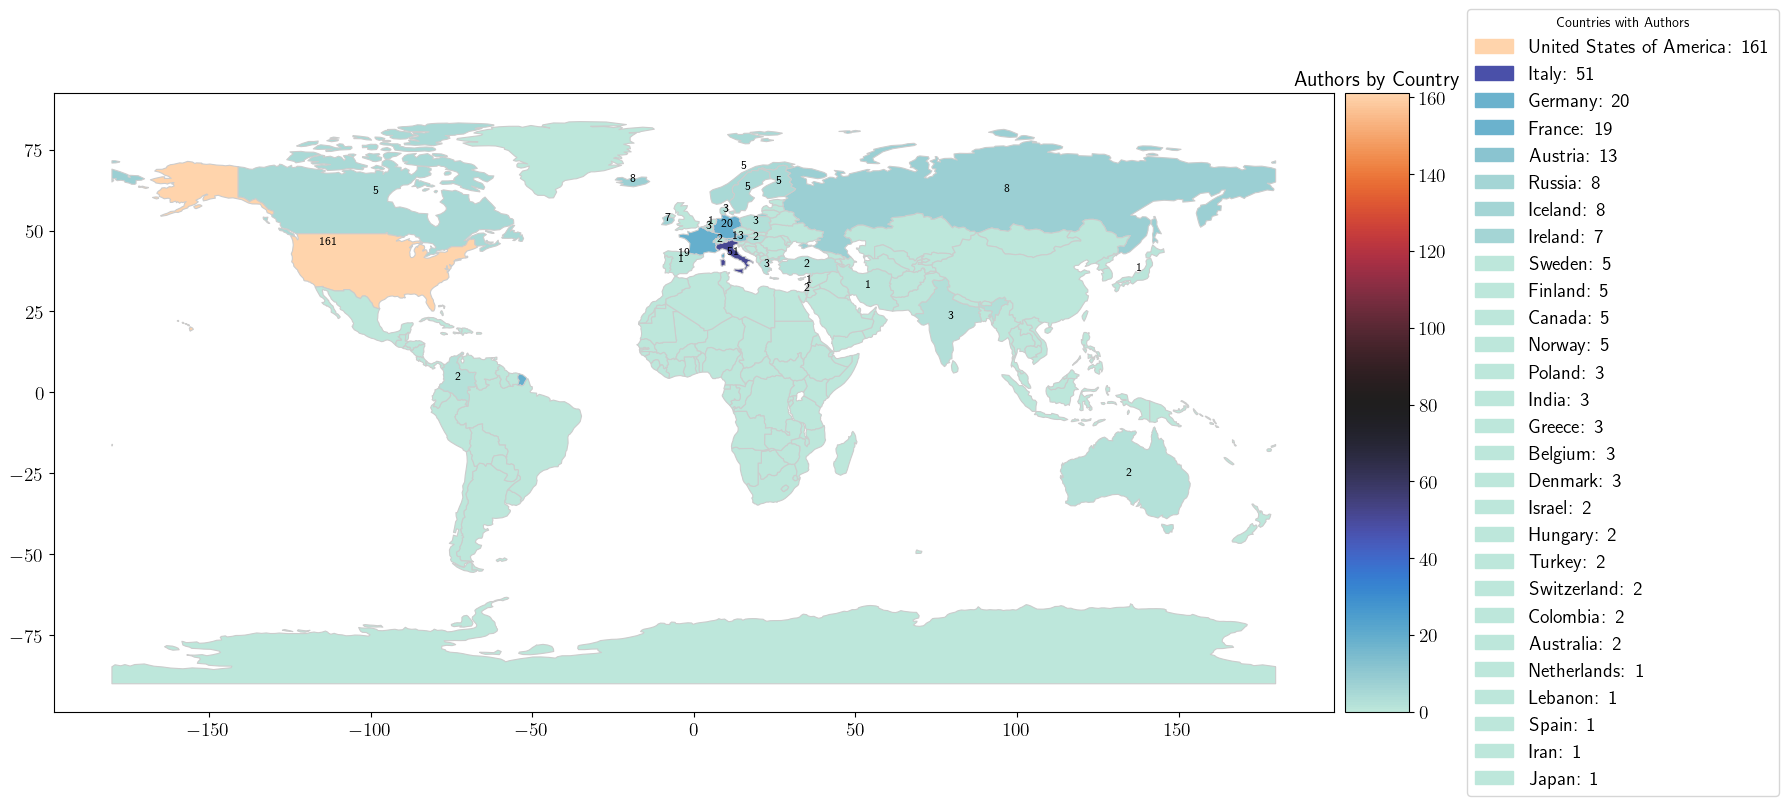 Countries with Authors
United States of America: 161
Italy: 51
Germany: 20
France: 19
Austria: 13
Russia: 8
Iceland: 8
Ireland: 7
Sweden: 5
Finland: 5
Canada: 5
Norway: 5
Poland: 3
India: 3
Greece: 3
Belgium: 3
Denmark: 3
Israel: 2
Hungary: 2
Turkey: 2
Switzerland: 2
Colombia: 2
Australia: 2
Netherlands: 1
Lebanon: 1
Spain: 1
Iran: 1
Japan: 1
Authors by Country
160
140
120
100
80
60
40
20
0
75
50
25
0
−25
−50
−75
−150
−100
−50
0
50
100
150
5
8
5
5
5
8
161
7
3
1
3
20
3
13
2
2
19
1
51
3
2
1
2
1
1
3
2
2